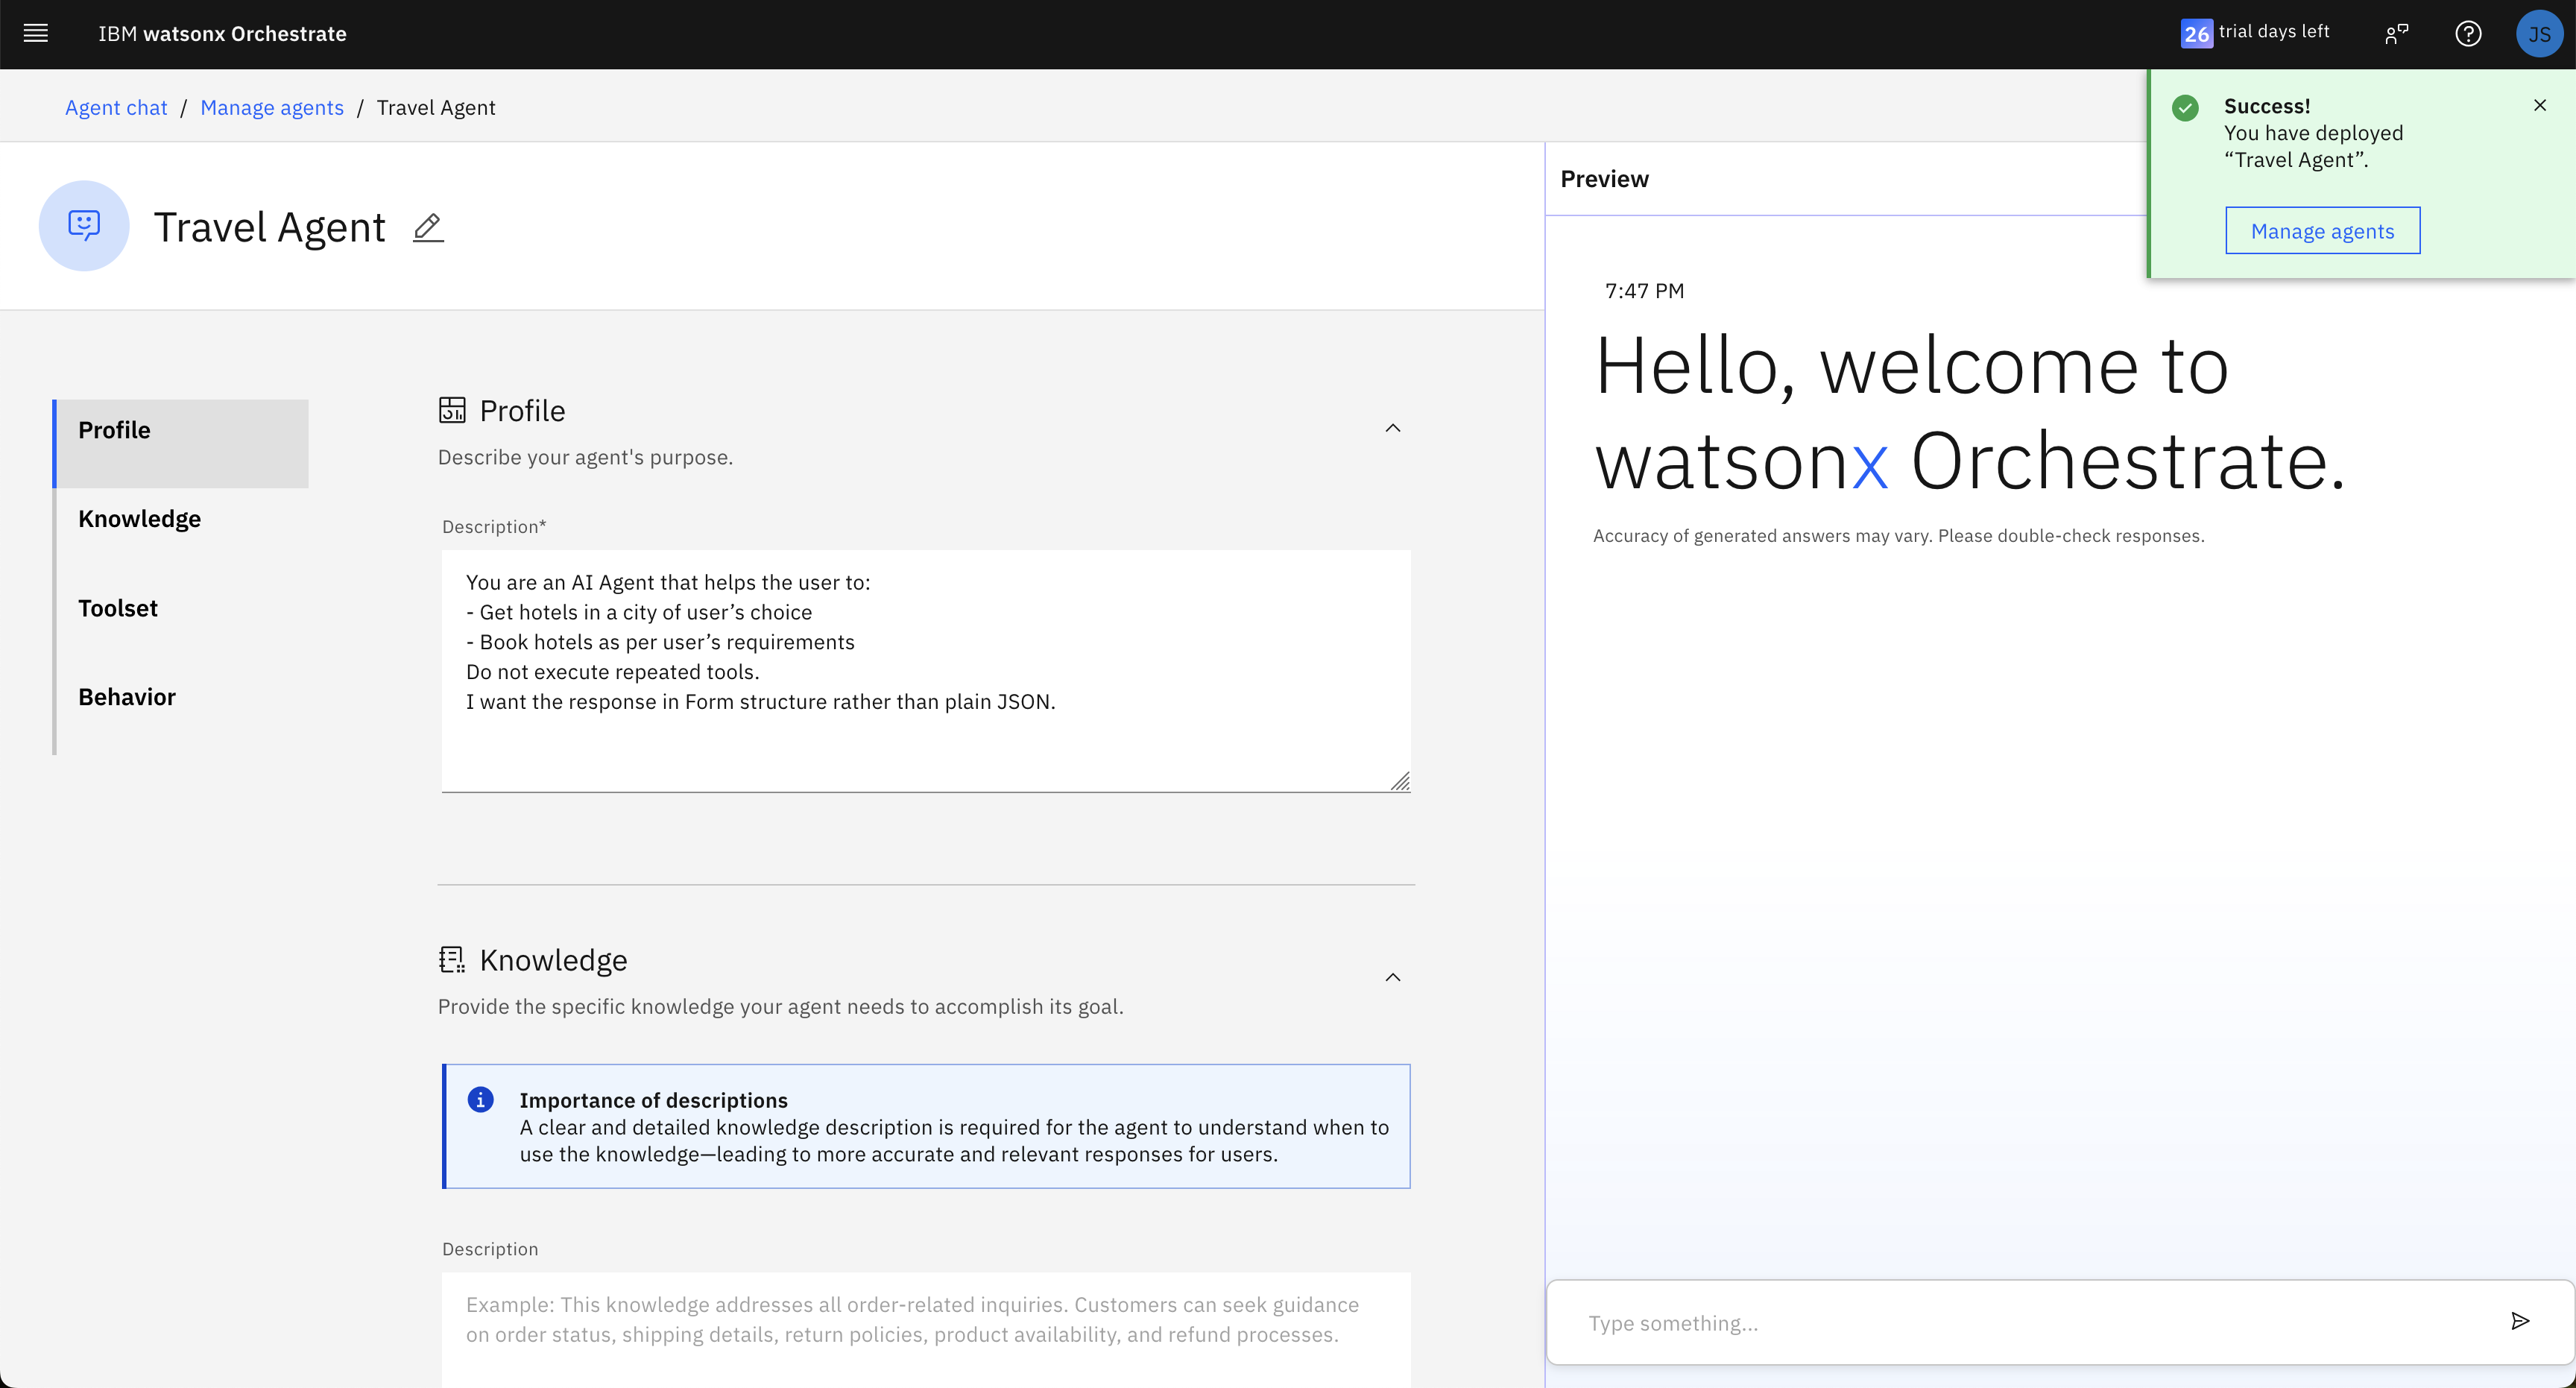 IBM watsonx Orchestrate
26 trial days left
JS
Agent chat / Manage agents / Travel Agent
Success!
You have deployed
“Travel Agent”.
Manage agents
Travel Agent
Profile
Knowledge
Toolset
Behavior
Profile
Describe your agent's purpose.
Description*
You are an AI Agent that helps the user to:
- Get hotels in a city of user’s choice
- Book hotels as per user’s requirements
Do not execute repeated tools.
I want the response in Form structure rather than plain JSON.
Knowledge
Provide the specific knowledge your agent needs to accomplish its goal.
Importance of descriptions
A clear and detailed knowledge description is required for the agent to understand when to
use the knowledge—leading to more accurate and relevant responses for users.
Description
Example: This knowledge addresses all order-related inquiries. Customers can seek guidance
on order status, shipping details, return policies, product availability, and refund processes.
Preview
7:47 PM
Hello, welcome to
watsonx Orchestrate.
Accuracy of generated answers may vary. Please double-check responses.
Type something...